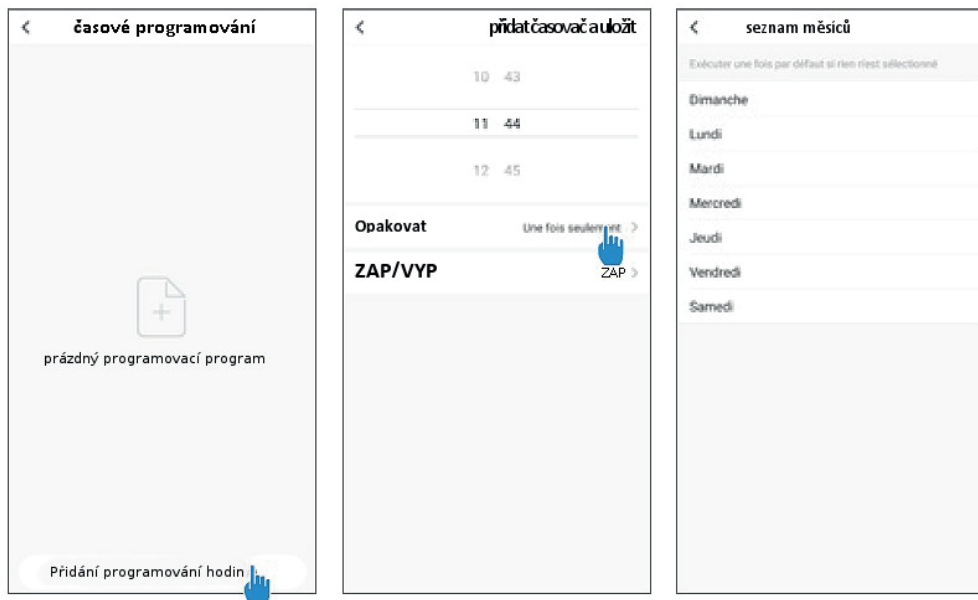 časové programování
prázdný programovací program
Přidání programování hodin
přidat časovač a uložit
10 43
11 44
12 45
Opakovat Une fois seulement
ZAP/VYP ZAP
seznam měsíců
Exécuter une fois par défaut si rien n'est sélectionné
Dimanche
Lundi
Mardi
Mercredi
Jeudi
Vendredi
Samedi